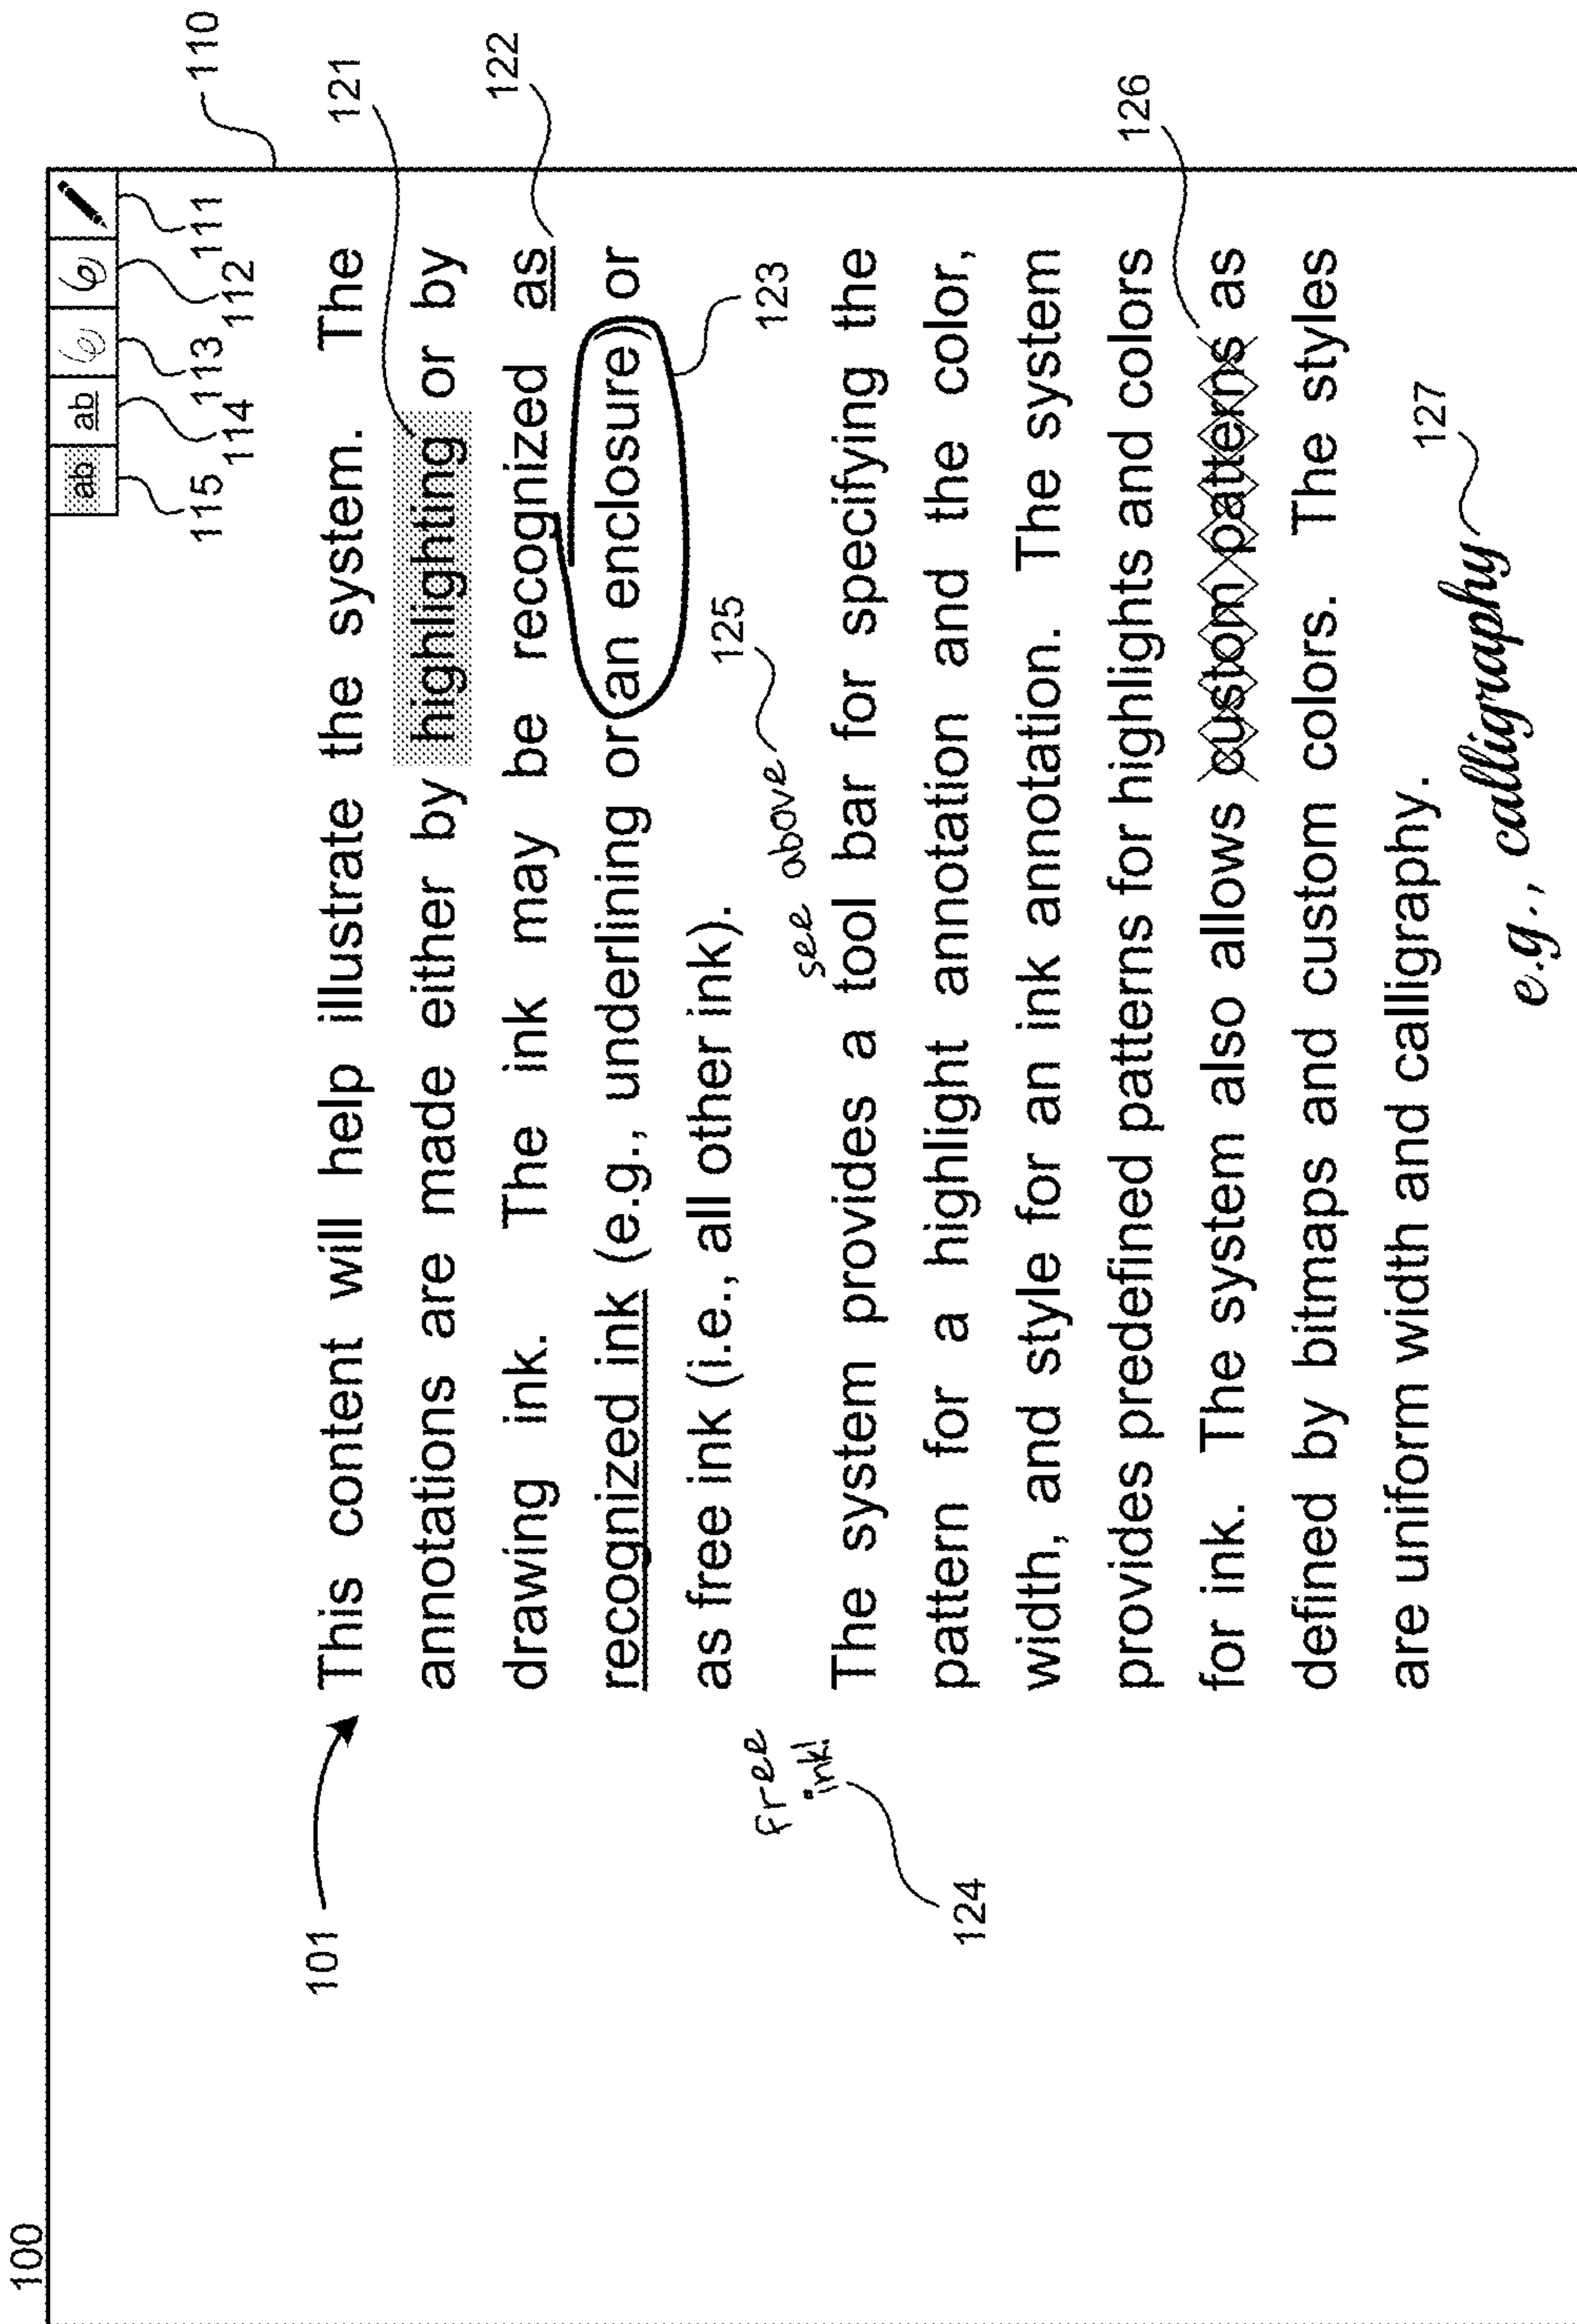 100
110
ab ab
115 114 113 112 111
101
This content will help illustrate the system. The
121
annotations are made either by highlighting or by
drawing ink. The ink may be recognized as
122
recognized ink (e.g., underlining or an enclosure) or
123
as free ink (i.e., all other ink).
Free
ink!
124
see above
125
The system provides a tool bar for specifying the
pattern for a highlight annotation and the color,
width, and style for an ink annotation. The system
provides predefined patterns for highlights and colors
126
for ink. The system also allows custom patterns as
defined by bitmaps and custom colors. The styles
are uniform width and calligraphy.
127
e.g., calligraphy